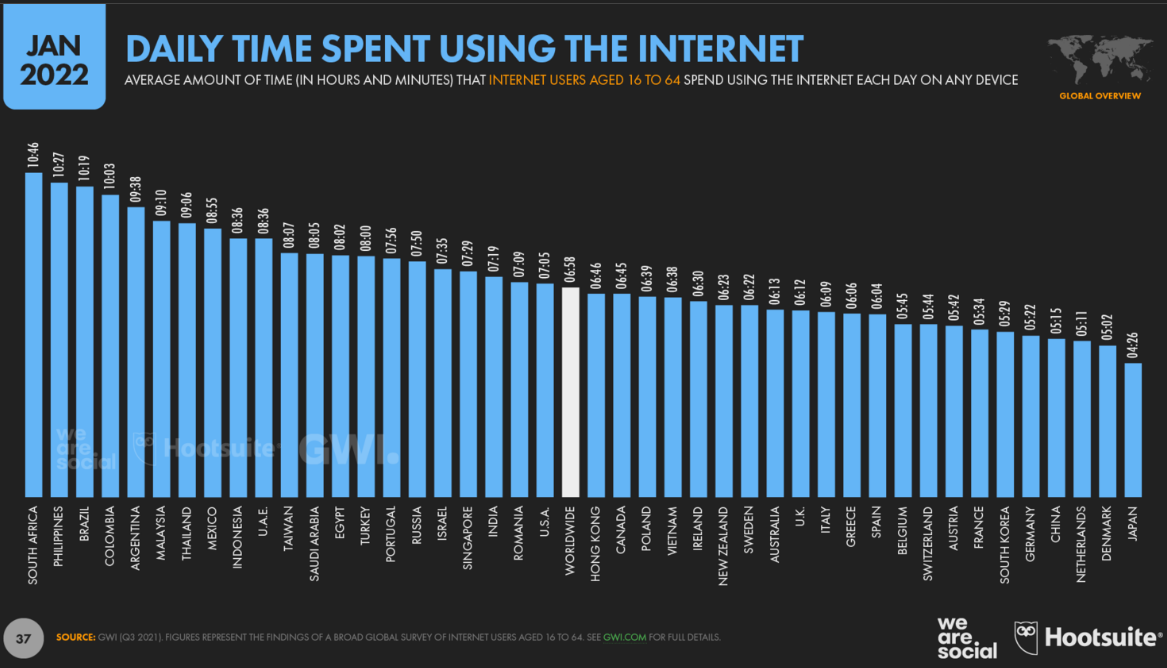 JAN
2022
DAILY TIME SPENT USING THE INTERNET
AVERAGE AMOUNT OF TIME (IN HOURS AND MINUTES) THAT INTERNET USERS AGED 16 TO 64 SPEND USING THE INTERNET EACH DAY ON ANY DEVICE
GLOBAL OVERVIEW
10:46
10:27
10:19
10:03
09:38
09:10
09:06
08:55
08:36
08:36
08:07
08:05
08:02
08:00
07:56
07:50
07:35
07:29
07:19
07:09
07:05
06:58
06:46
06:45
06:39
06:38
06:30
06:23
06:22
06:13
06:12
06:09
06:06
06:04
05:45
05:44
05:42
05:34
05:29
05:22
05:15
05:11
05:02
04:26
we
are
social
Hootsuite®
GWI.
SOUTH AFRICA
PHILIPPINES
BRAZIL
COLOMBIA
ARGENTINA
MALAYSIA
THAILAND
MEXICO
INDONESIA
U.A.E.
TAIWAN
SAUDI ARABIA
EGYPT
TURKEY
PORTUGAL
RUSSIA
ISRAEL
SINGAPORE
INDIA
ROMANIA
U.S.A.
WORLDWIDE
HONG KONG
CANADA
POLAND
VIETNAM
IRELAND
NEW ZEALAND
SWEDEN
AUSTRALIA
U.K.
ITALY
GREECE
SPAIN
BELGIUM
SWITZERLAND
AUSTRIA
FRANCE
SOUTH KOREA
GERMANY
CHINA
NETHERLANDS
DENMARK
JAPAN
37
SOURCE: GWI (Q3 2021). FIGURES REPRESENT THE FINDINGS OF A BROAD GLOBAL SURVEY OF INTERNET USERS AGED 16 TO 64. SEE GWI.COM FOR FULL DETAILS.
we
are
social
Hootsuite®